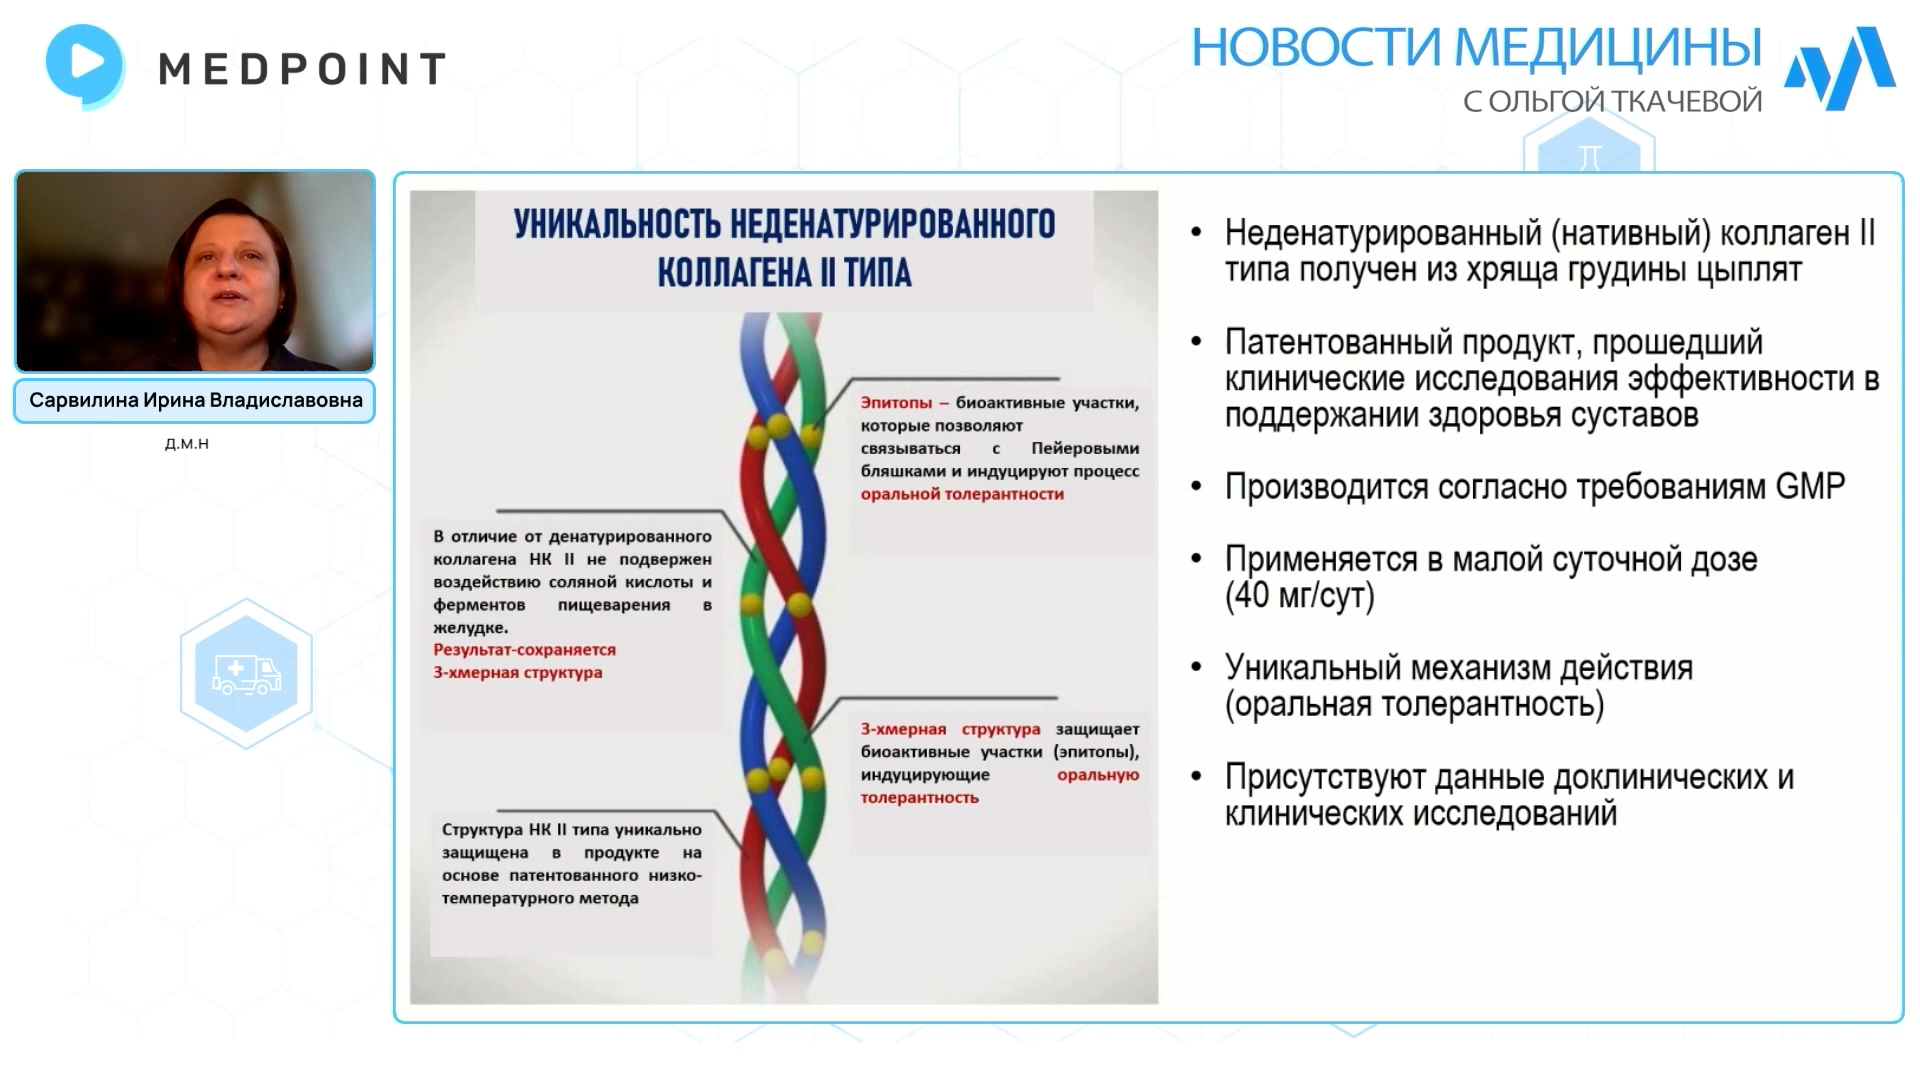 MEDPOINT
НОВОСТИ МЕДИЦИНЫ
С ОЛЬГОЙ ТКАЧЕВОЙ
Сарвилина Ирина Владиславовна
д.м.н
УНИКАЛЬНОСТЬ НЕДЕНАТУРИРОВАННОГО
КОЛЛАГЕНА II ТИПА
Эпитопы – биоактивные участки,
которые позволяют
связываться с Пейеровыми
бляшками и индуцируют процесс
оральной толерантности
В отличие от денатурированного
коллагена НК II не подвержен
воздействию соляной кислоты и
ферментов пищеварения в
желудке.
Результат-сохраняется
3-хмерная структура
3-хмерная структура защищает
биоактивные участки (эпитопы),
индуцирующие оральную
толерантность
Структура НК II типа уникально
защищена в продукте на
основе патентованного низко-
температурного метода
• Неденатурированный (нативный) коллаген II
типа получен из хряща грудины цыплят
• Патентованный продукт, прошедший
клинические исследования эффективности в
поддержании здоровья суставов
• Производится согласно требованиям GMP
• Применяется в малой суточной дозе
(40 мг/сут)
• Уникальный механизм действия
(оральная толерантность)
• Присутствуют данные доклинических и
клинических исследований